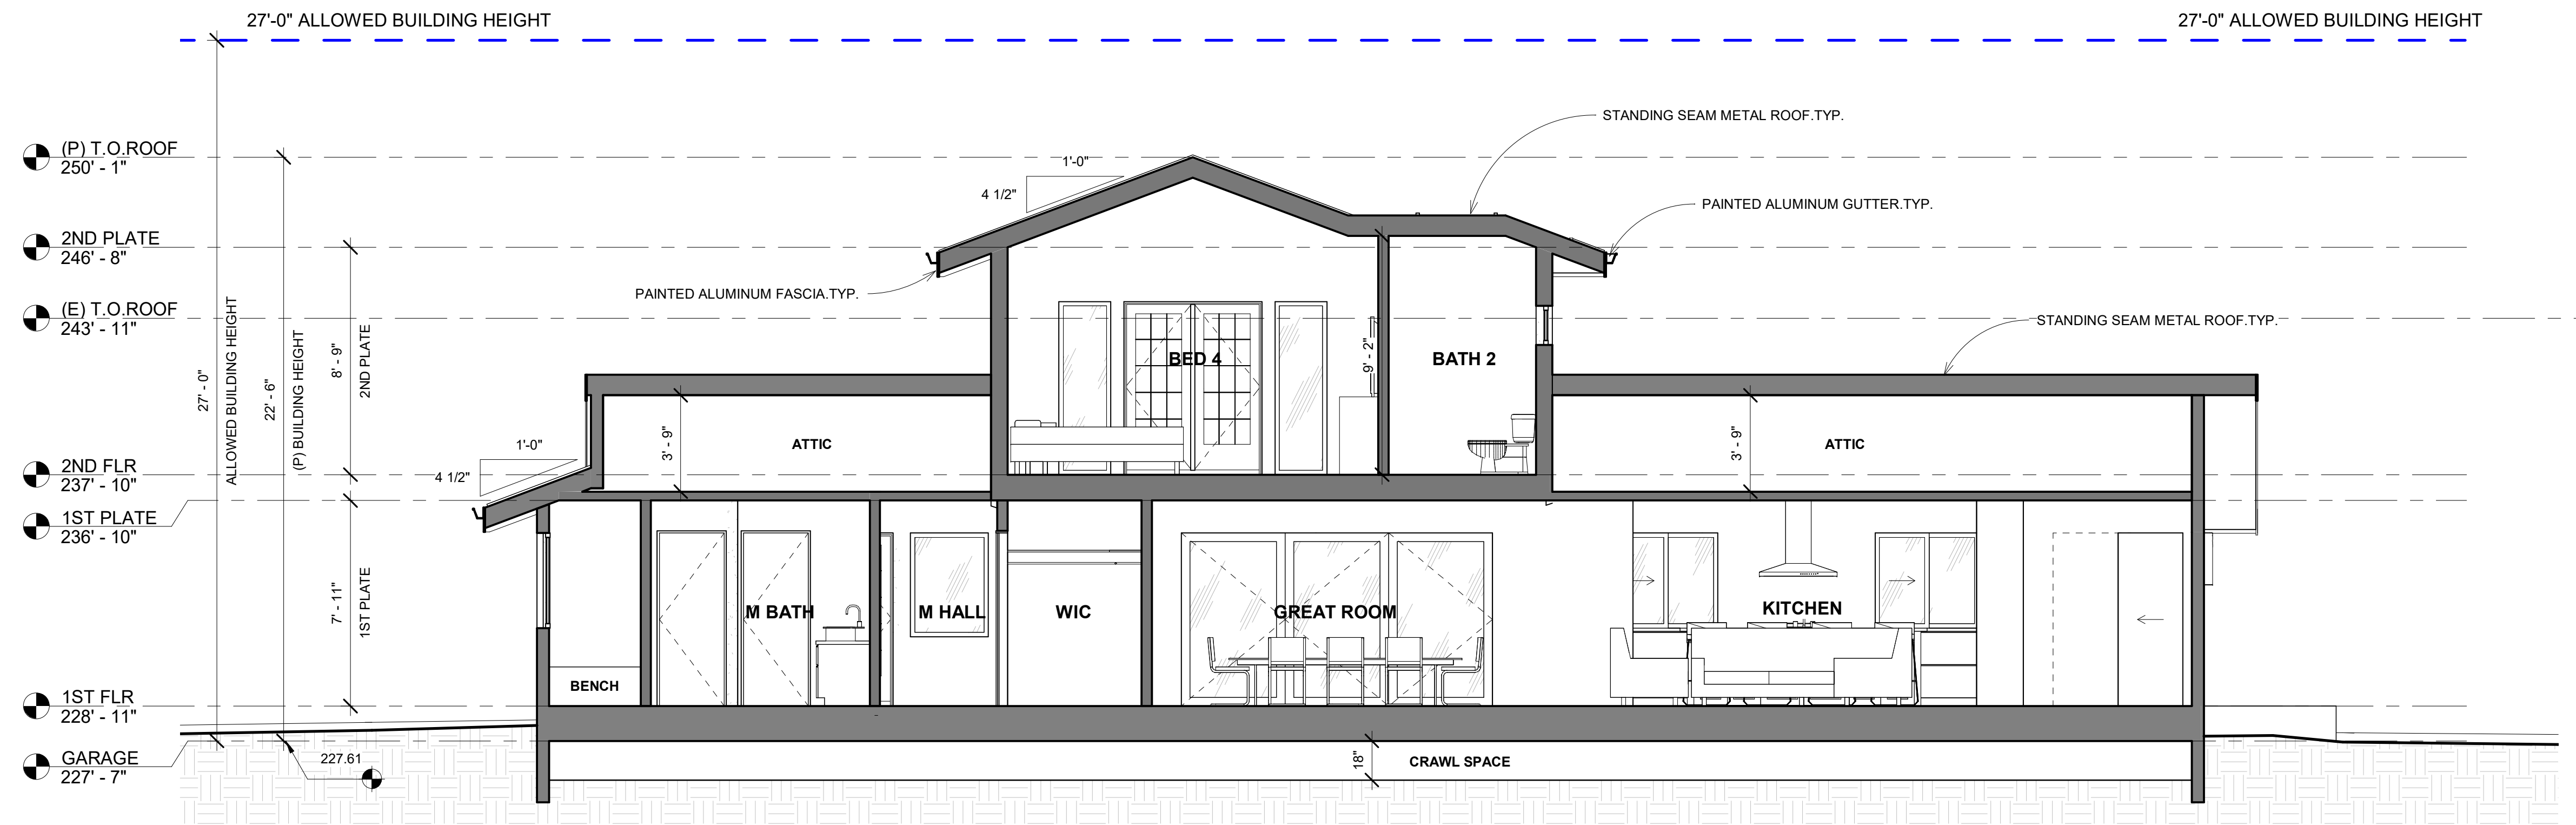 27'-0" ALLOWED BUILDING HEIGHT
27'-0" ALLOWED BUILDING HEIGHT
STANDING SEAM METAL ROOF.TYP.
(P) T.O.ROOF
250' - 1"
1'-0"
4 1/2"
PAINTED ALUMINUM GUTTER.TYP.
2ND PLATE
246' - 8"
PAINTED ALUMINUM FASCIA.TYP.
(E) T.O.ROOF
243' - 11"
STANDING SEAM METAL ROOF.TYP.
27' - 0"
ALLOWED BUILDING HEIGHT
22' - 6"
(P) BUILDING HEIGHT
8' - 9"
2ND PLATE
BED 4
9' - 2"
BATH 2
1'-0"
4 1/2"
3' - 9"
ATTIC
3' - 9"
ATTIC
2ND FLR
237' - 10"
1ST PLATE
236' - 10"
7' - 11"
1ST PLATE
M BATH
M HALL
WIC
GREAT ROOM
KITCHEN
BENCH
1ST FLR
228' - 11"
GARAGE
227' - 7"
227.61
18"
CRAWL SPACE